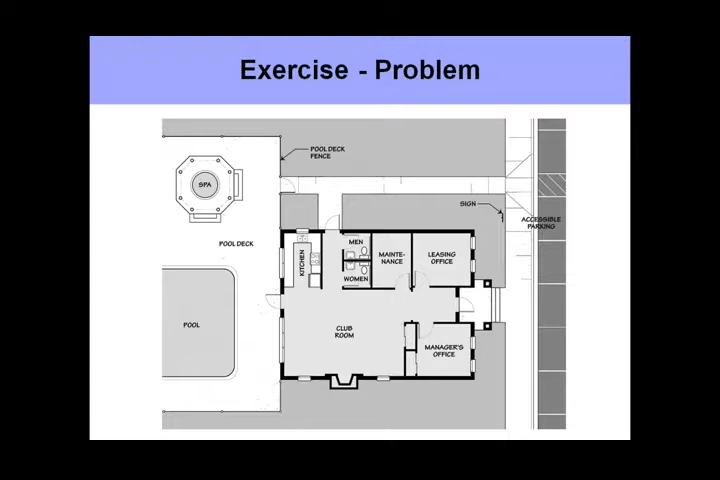 Exercise - Problem
POOL DECK
FENCE
SPA
SIGN
ACCESSIBLE
PARKING
POOL DECK
MEN
KITCHEN
MAINTE-
NANCE
LEASING
OFFICE
WOMEN
POOL
CLUB
ROOM
MANAGER'S
OFFICE